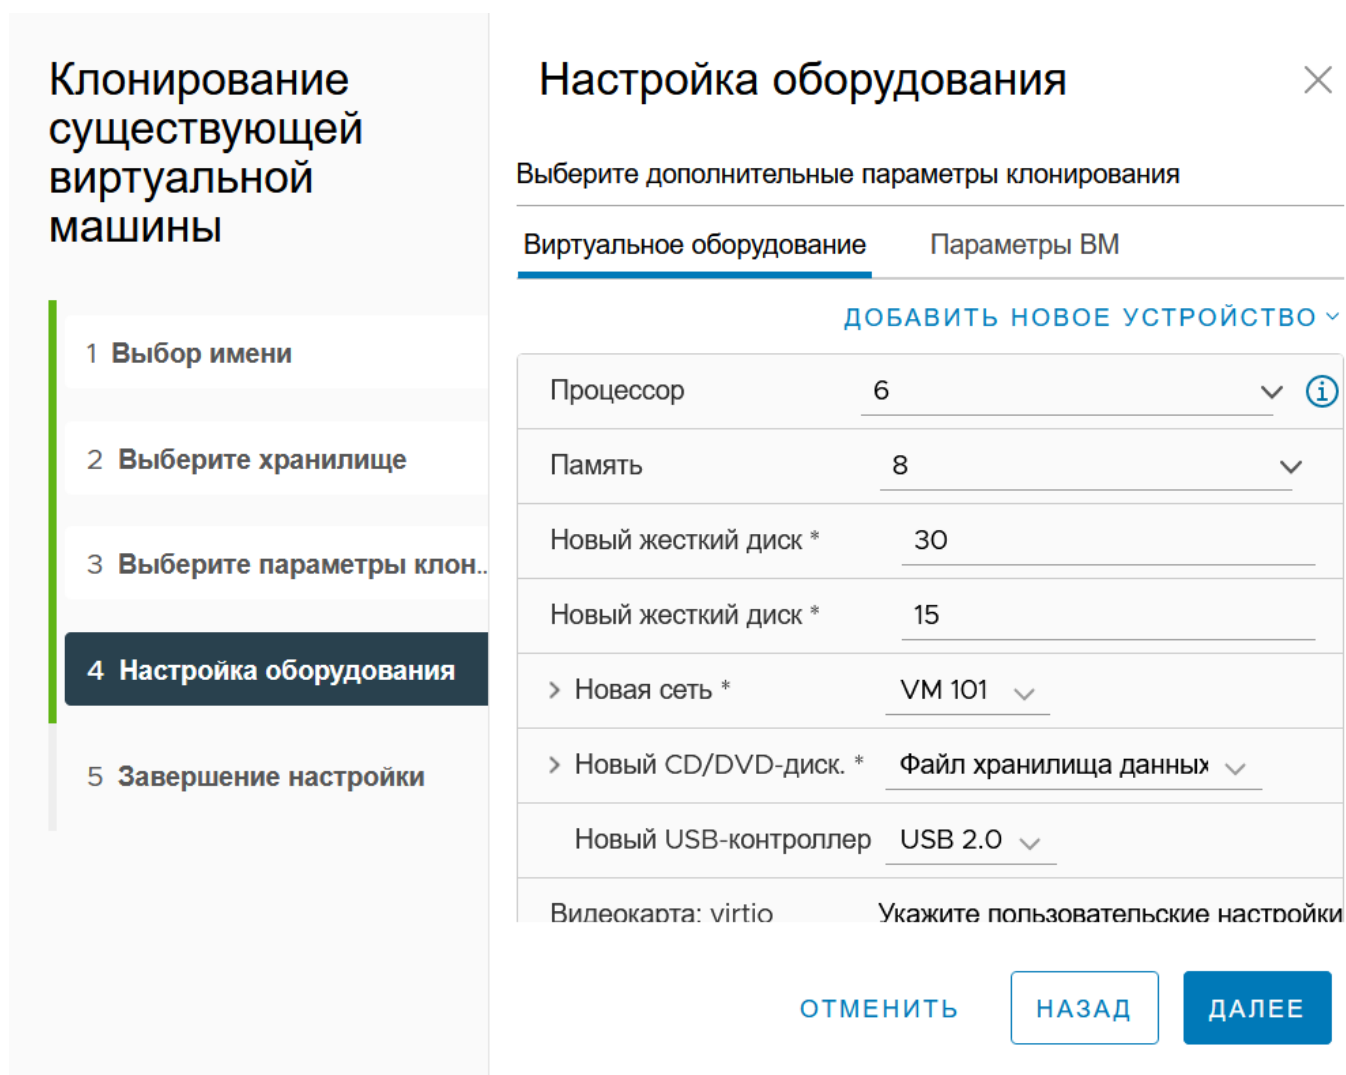 Клонирование
существующей
виртуальной
машины
1 Выбор имени
2 Выберите хранилище
3 Выберите параметры клон...
4 Настройка оборудования
5 Завершение настройки
Настройка оборудования
Выберите дополнительные параметры клонирования
Виртуальное оборудование Параметры ВМ
ДОБАВИТЬ НОВОЕ УСТРОЙСТВО
Процессор 6
Память 8
Новый жесткий диск * 30
Новый жесткий диск * 15
Новая сеть * VM 101
Новый CD/DVD-диск. * Файл хранилища данных
Новый USB-контроллер USB 2.0
Видеокарта: virtio Укажите пользовательские настройки
ОТМЕНИТЬ НАЗАД ДАЛЕЕ